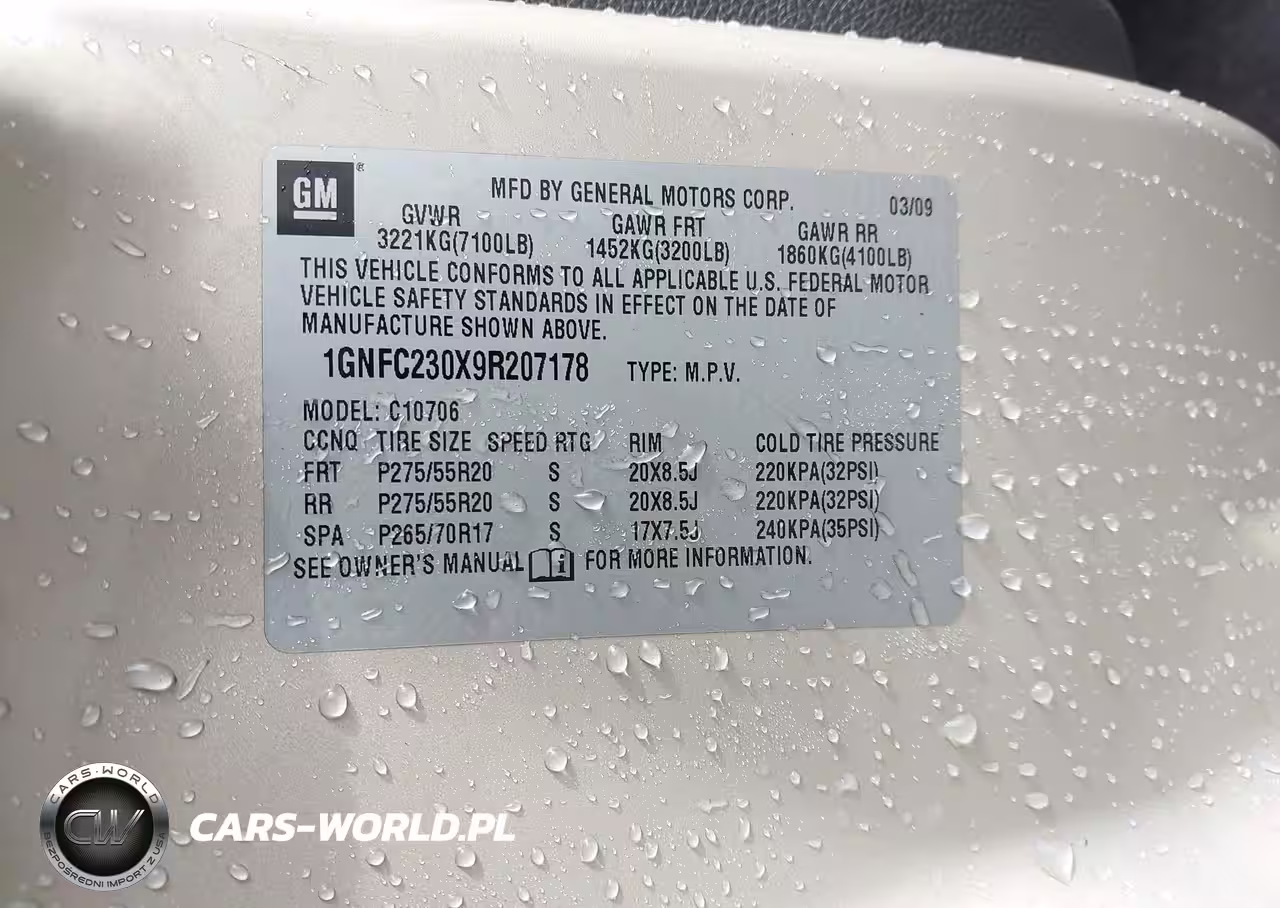 GM
MFD BY GENERAL MOTORS CORP. 03/09
GVWR GAWR FRT GAWR RR
3221KG(7100LB) 1452KG(3200LB) 1860KG(4100LB)
THIS VEHICLE CONFORMS TO ALL APPLICABLE U.S. FEDERAL MOTOR
VEHICLE SAFETY STANDARDS IN EFFECT ON THE DATE OF
MANUFACTURE SHOWN ABOVE.
1GNFC230X9R207178 TYPE: M.P.V.
MODEL: C10706
CCNQ TIRE SIZE SPEED RTG RIM COLD TIRE PRESSURE
FRT P275/55R20 S 20X8.5J 220KPA(32PSI)
RR P275/55R20 S 20X8.5J 220KPA(32PSI)
SPA P265/70R17 S 17X7.5J 240KPA(35PSI)
SEE OWNER'S MANUAL FOR MORE INFORMATION.
CARS-WORLD
CW
BEZPOŚREDNI IMPORT Z USA
CARS-WORLD.PL